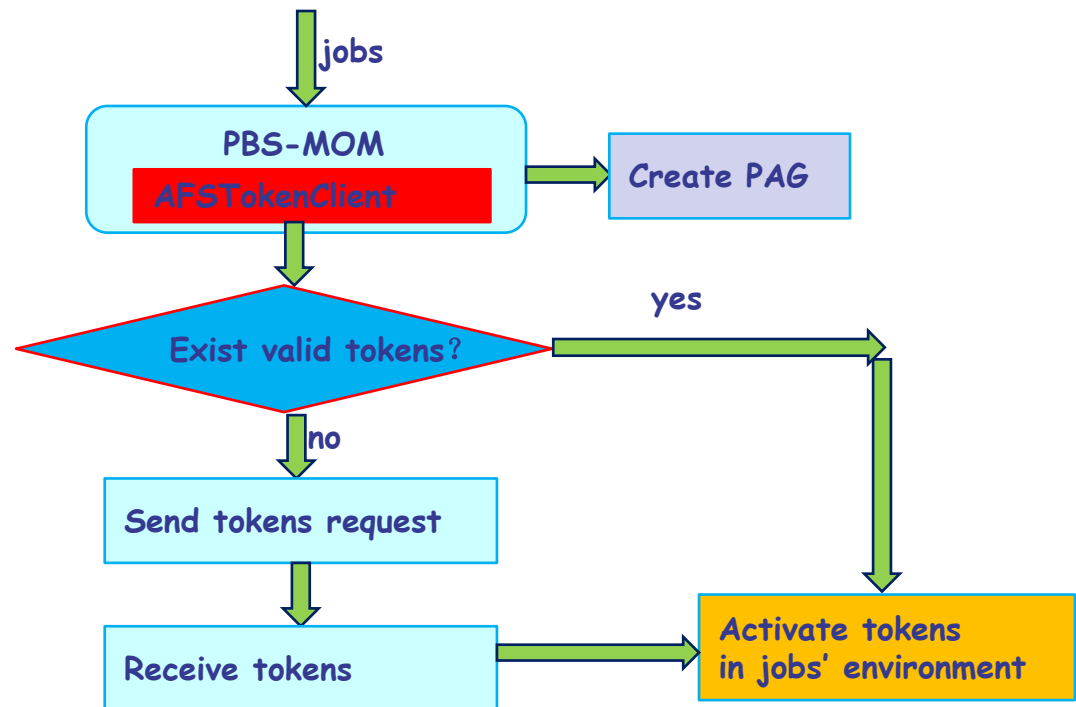 jobs
PBS-MOM
AFSTokenClient
Create PAG
yes
Exist valid tokens？
no
Send tokens request
Receive tokens
Activate tokens
in jobs’ environment